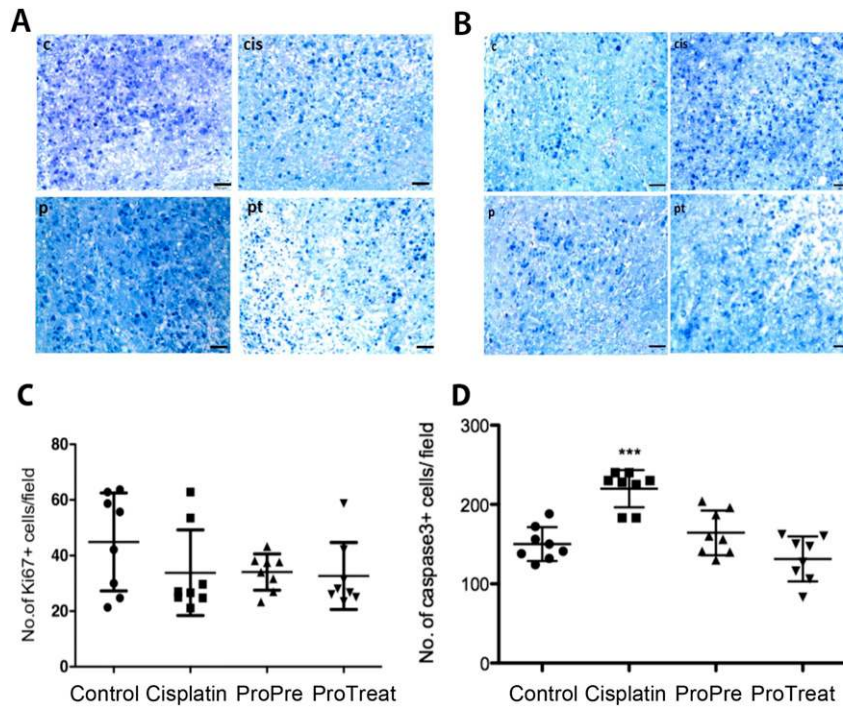 A
B
c
cis
c
cis
p
pt
p
pt
C
D
No.of Ki67+ cells/field
80
60
40
20
0
Control Cisplatin ProPre ProTreat
No. of caspase3+ cells/ field
300
200
100
0
***
Control Cisplatin ProPre ProTreat